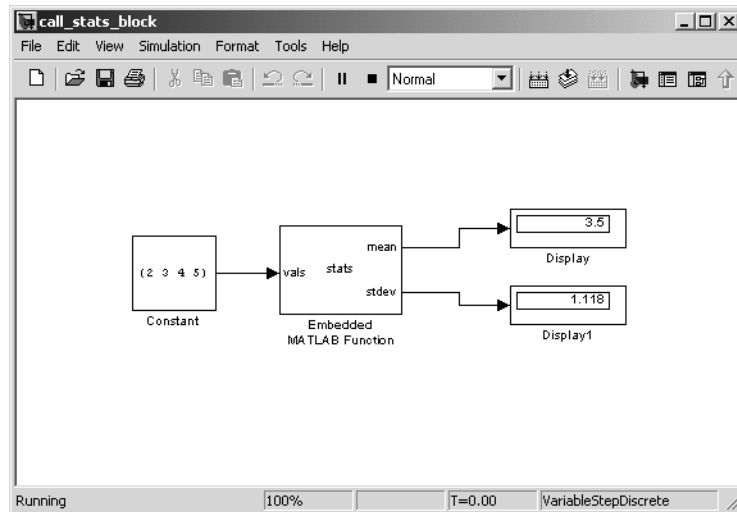 call_stats_block
File Edit View Simulation Format Tools Help
Normal
(2 3 4 5)
Constant
vals
stats
mean
stdev
Embedded
MATLAB Function
3.5
Display
1.118
Display1
Running 100% T=0.00 VariableStepDiscrete